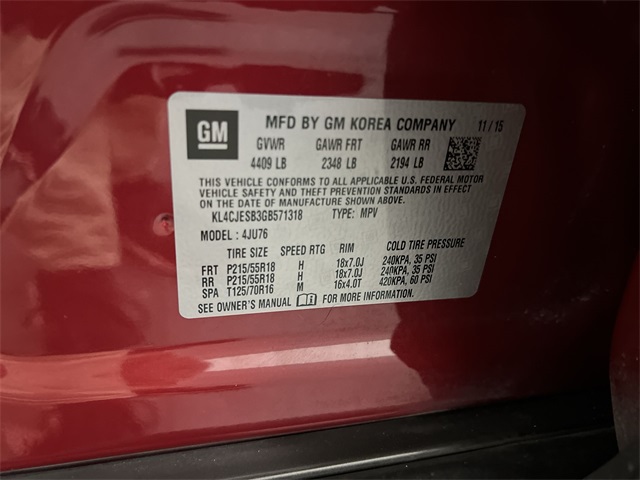 GM
MFD BY GM KOREA COMPANY 11 / 15
GVWR GAWR FRT GAWR RR
4409 LB 2348 LB 2194 LB
THIS VEHICLE CONFORMS TO ALL APPLICABLE U.S. FEDERAL MOTOR
VEHICLE SAFETY AND THEFT PREVENTION STANDARDS IN EFFECT
ON THE DATE OF MANUFACTURE SHOWN ABOVE.
KL4CJESB3GB571318 TYPE: MPV
MODEL : 4JU76
TIRE SIZE SPEED RTG RIM COLD TIRE PRESSURE
FRT P215/55R18 H 18x7.0J 240KPA, 35 PSI
RR P215/55R18 H 18x7.0J 240KPA, 35 PSI
SPA T125/70R16 M 16x4.0T 420KPA, 60 PSI
SEE OWNER'S MANUAL FOR MORE INFORMATION.